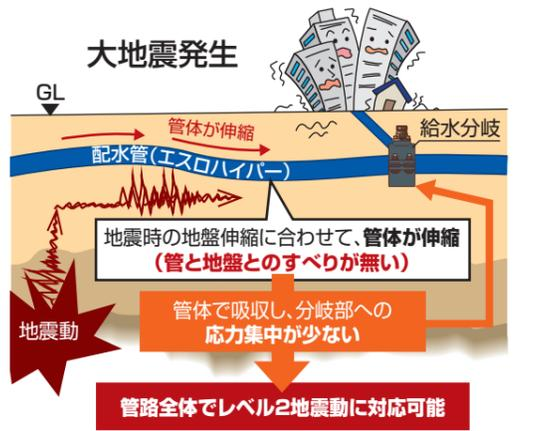 大地震発生
GL
管体が伸縮
給水分岐
配水管(エスロハイパー)
地震時の地盤伸縮に合わせて、管体が伸縮
(管と地盤とのすべりが無い)
地震動
管体で吸収し、分岐部への
応力集中が少ない
管路全体でレベル2地震動に対応可能